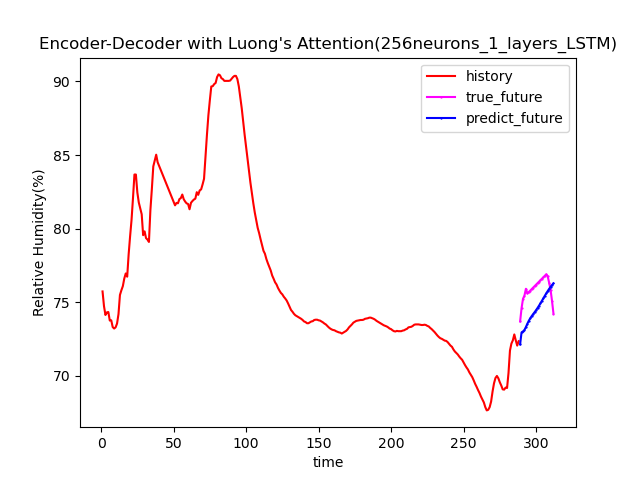 Encoder-Decoder with Luong's Attention(256neurons_1_layers_LSTM)
history
true_future
predict_future
Relative Humidity(%)
90
85
80
75
70
0
50
100
150
200
250
300
time